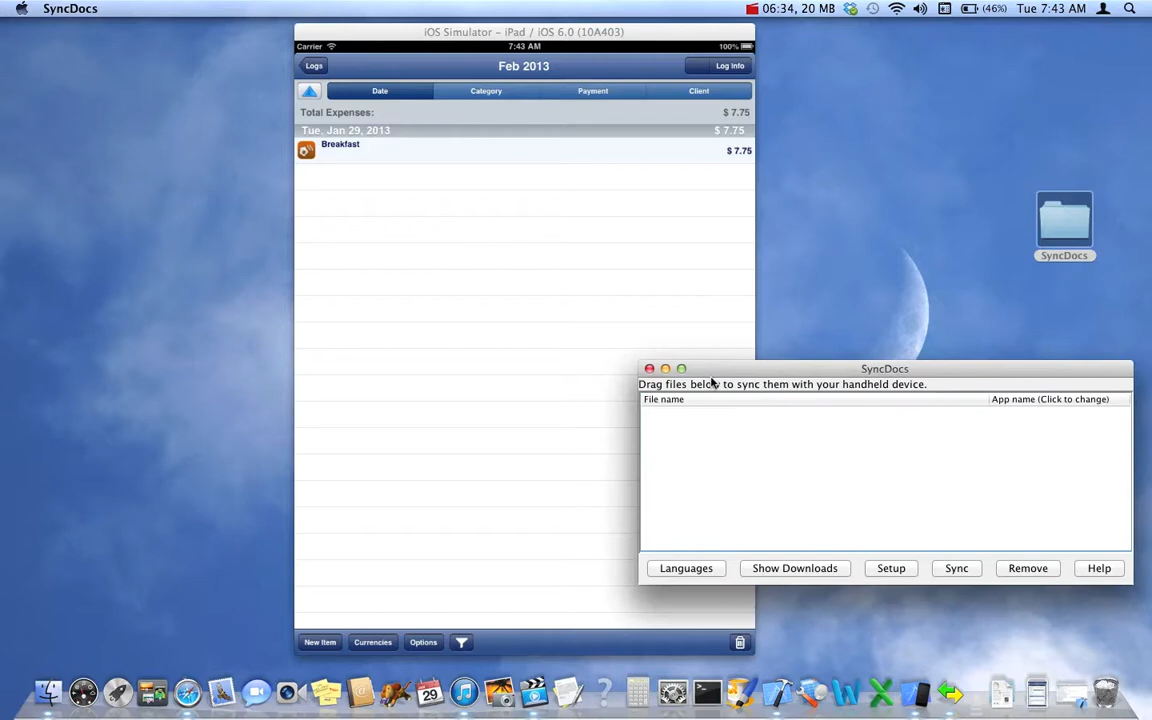 SyncDocs 06:34, 20 MB (46%) Tue 7:43 AM
iOS Simulator – iPad / iOS 6.0 (10A403)
Carrier 7:43 AM 100%
Logs Feb 2013 Log Info
Date Category Payment Client
Total Expenses: $ 7.75
Tue, Jan 29, 2013 $ 7.75
Breakfast $ 7.75
SyncDocs
SyncDocs
Drag files below to sync them with your handheld device.
File name App name (Click to change)
Languages Show Downloads Setup Sync Remove Help
New Item Currencies Options
29